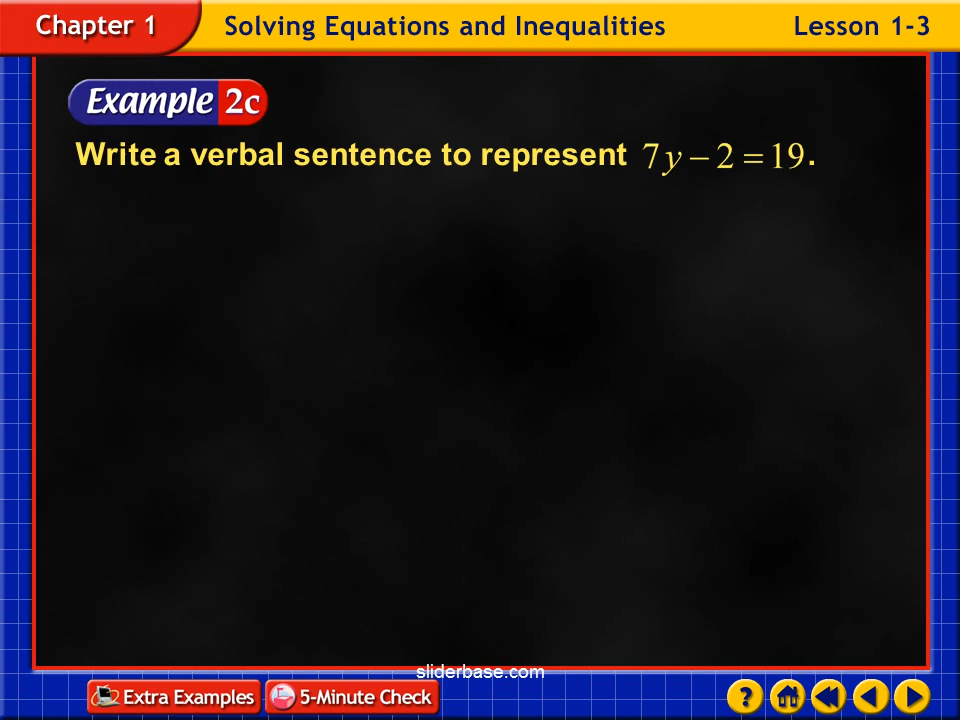 Chapter 1 Solving Equations and Inequalities Lesson 1-3
Example 2c
Write a verbal sentence to represent 7y − 2 = 19.
sliderbase.com
Extra Examples 5-Minute Check ?